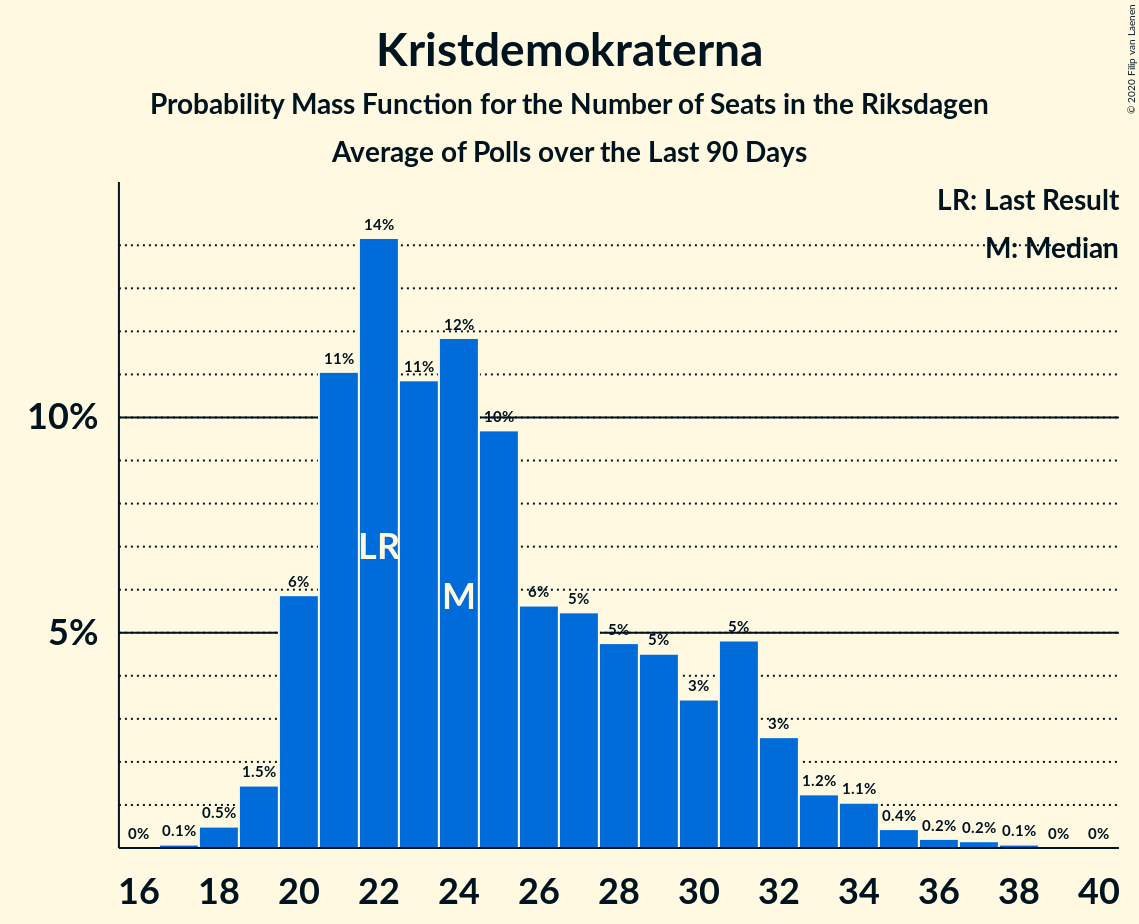 Kristdemokraterna
Probability Mass Function for the Number of Seats in the Riksdagen
Average of Polls over the Last 90 Days
© 2020 Filip van Laenen
LR: Last Result
M: Median
10%
5%
0% 0.1% 0.5% 1.5% 6% 11% 14% 11% 12% 10% 6% 5% 5% 5% 3% 5% 3% 1.2% 1.1% 0.4% 0.2% 0.2% 0.1% 0% 0%
LR
M
16 18 20 22 24 26 28 30 32 34 36 38 40